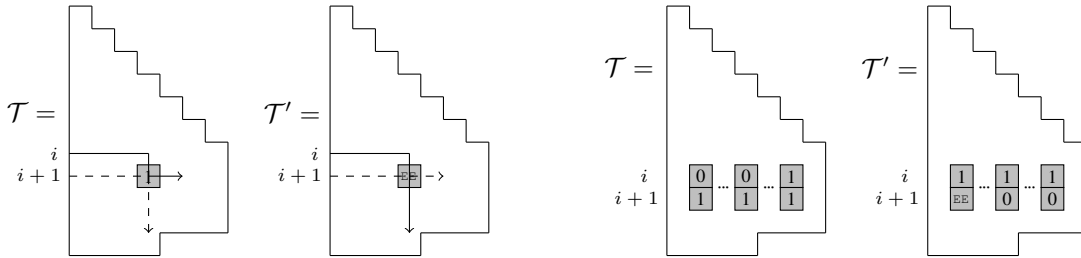 𝒯 = 𝒯′ = 𝒯 = 𝒯′ =
i i i i
i + 1 1 i + 1 EE i + 1 i + 1
0 ... 0 ... 1 1 ... 1 ... 1
1 1 1 EE 0 0